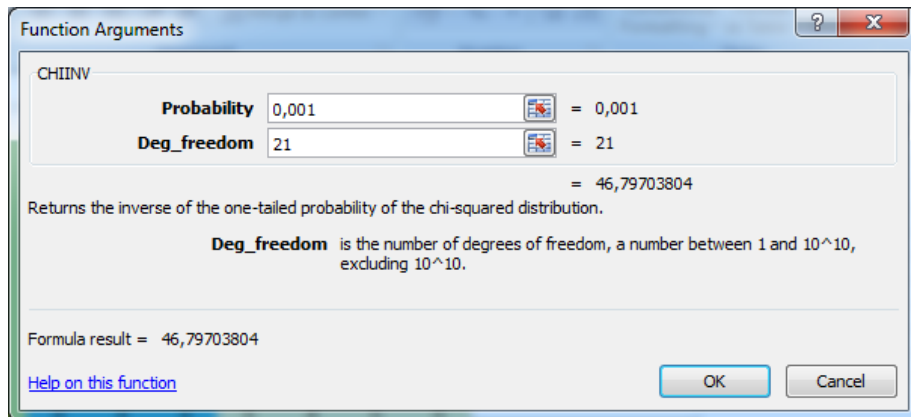 Function Arguments
CHIINV
Probability 0,001 = 0,001
Deg_freedom 21 = 21
= 46,79703804
Returns the inverse of the one-tailed probability of the chi-squared distribution.
Deg_freedom is the number of degrees of freedom, a number between 1 and 10^10,
excluding 10^10.
Formula result = 46,79703804
Help on this function
OK Cancel